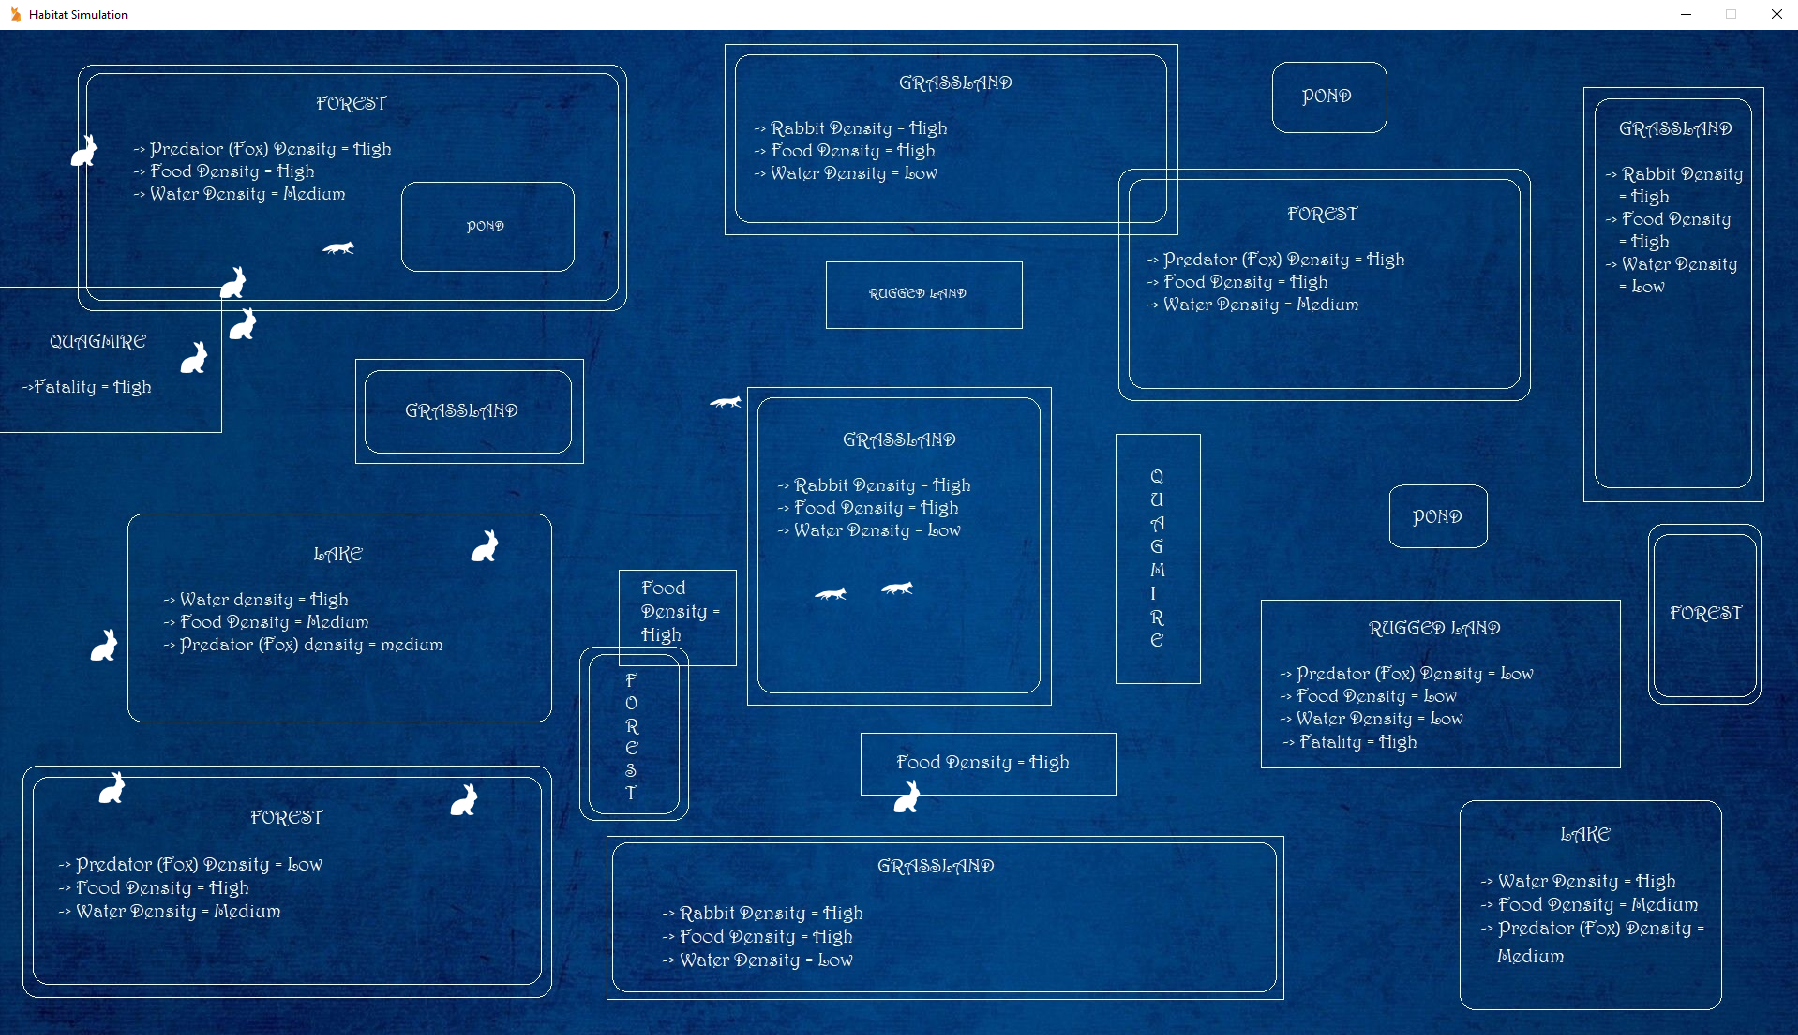 Habitat Simulation
FOREST
-> Predator (Fox) Density = High
-> Food Density = High
-> Water Density = Medium
POND
GRASSLAND
-> Rabbit Density = High
-> Food Density = High
-> Water Density = Low
POND
GRASSLAND
-> Rabbit Density
= High
-> Food Density
= High
-> Water Density
= Low
FOREST
-> Predator (Fox) Density = High
-> Food Density = High
-> Water Density = Medium
RUGGED LAND
QUAGMIRE
->Fatality = High
GRASSLAND
GRASSLAND
-> Rabbit Density = High
-> Food Density = High
-> Water Density = Low
QUAGMIRE
POND
LAKE
-> Water density = High
-> Food Density = Medium
-> Predator (Fox) density = medium
Food
Density =
High
FOREST
FOREST
RUGGED LAND
-> Predator (Fox) Density = Low
-> Food Density = Low
-> Water Density = Low
-> Fatality = High
Food Density = High
FOREST
-> Predator (Fox) Density = Low
-> Food Density = High
-> Water Density = Medium
GRASSLAND
-> Rabbit Density = High
-> Food Density = High
-> Water Density = Low
LAKE
-> Water Density = High
-> Food Density = Medium
-> Predator (Fox) Density =
Medium